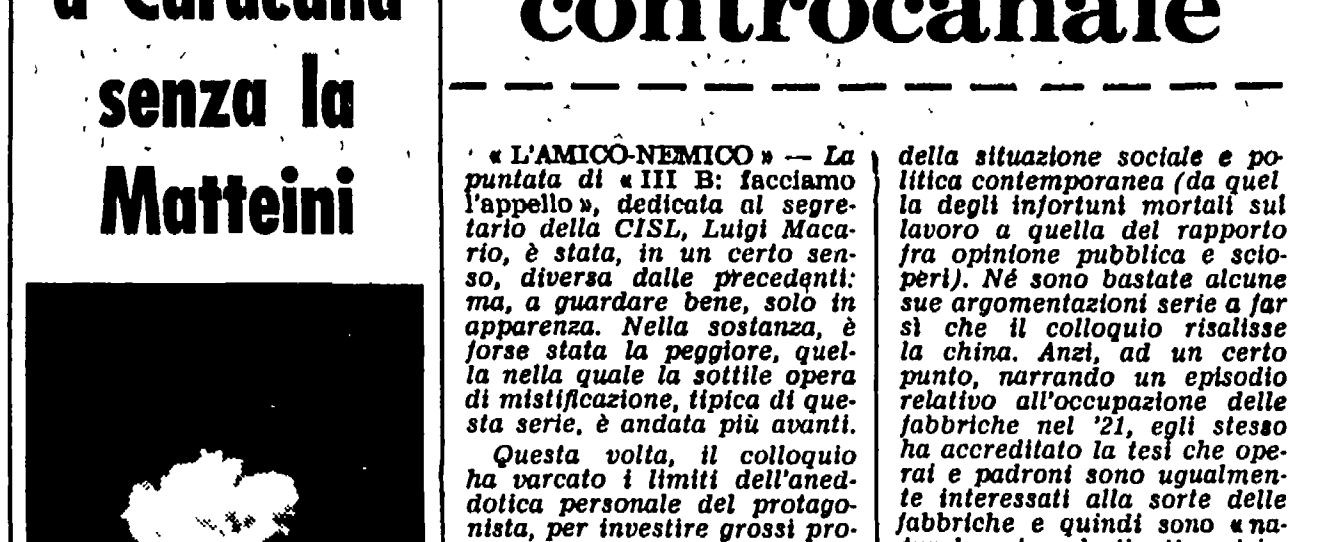 a Caracalla
senza la
Matteini
controcanale
« L'AMICO-NEMICO » — La
puntata di « III B: facciamo
l'appello », dedicata al segre-
tario della CISL, Luigi Maca-
rio, è stata, in un certo sen-
so, diversa dalle precedenti:
ma, a guardare bene, solo in
apparenza. Nella sostanza, è
forse stata la peggiore, quel-
la nella quale la sottile opera
di mistificazione, tipica di que-
sta serie, è andata più avanti.
Questa volta, il colloquio
ha varcato i limiti dell'aned-
dotica personale del protago-
nista, per investire grossi pro-
della situazione sociale e po-
litica contemporanea (da quel
la degli infortuni mortali sul
lavoro a quella del rapporto
fra opinione pubblica e scio-
peri). Né sono bastate alcune
sue argomentazioni serie a far
sì che il colloquio risalisse
la china. Anzi, ad un certo
punto, narrando un episodio
relativo all'occupazione delle
fabbriche nel '21, egli stesso
ha accreditato la tesi che ope-
rai e padroni sono ugualmen-
te interessati alla sorte delle
fabbriche e quindi sono « na-